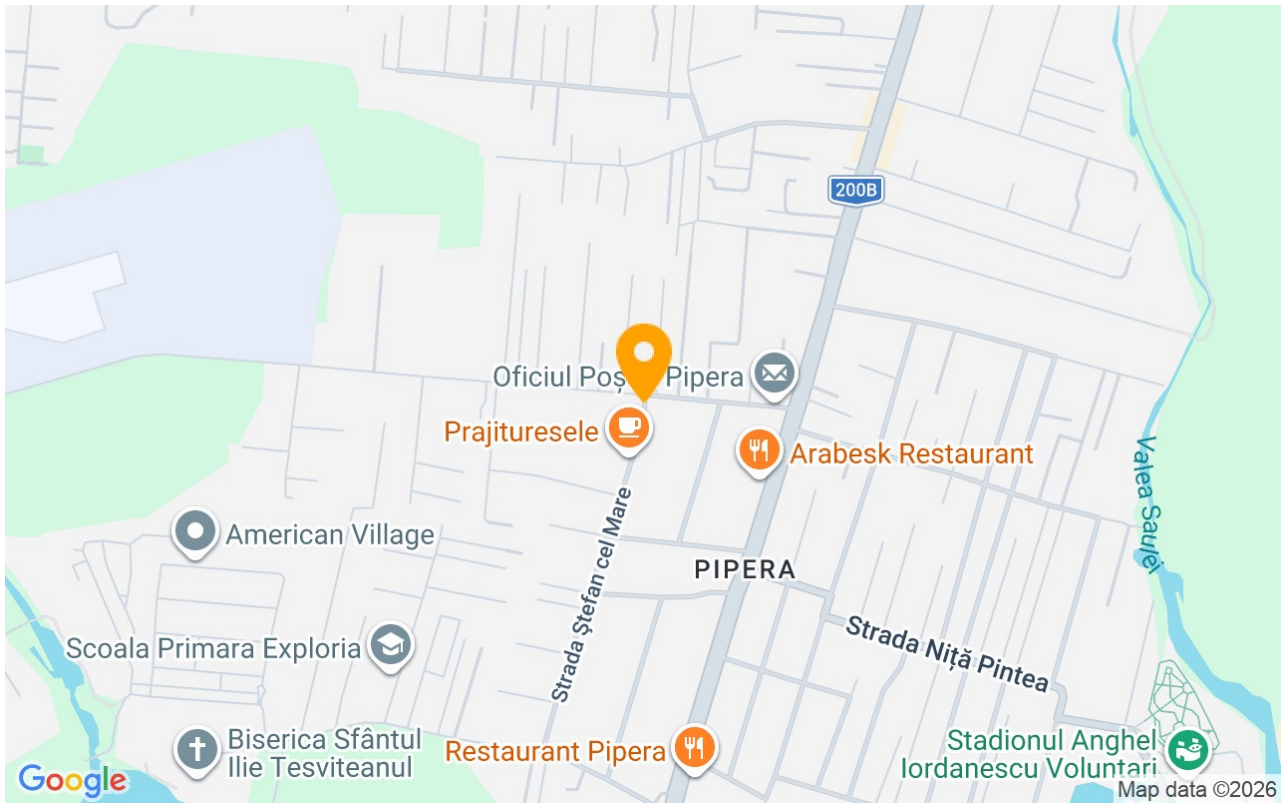 200B
Oficiul Poș Pipera
Prajituresele
Arabesk Restaurant
Valea Saulei
American Village
PIPERA
Strada Ștefan cel Mare
Scoala Primara Exploria
Strada Niță Pintea
Biserica Sfântul
Ilie Tesviteanul
Restaurant Pipera
Stadionul Anghel
Iordanescu Voluntari
Google
Map data ©2026